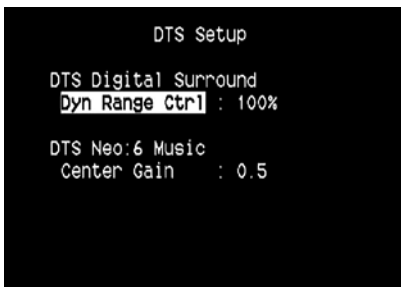 DTS Setup
DTS Digital Surround
Dyn Range Ctrl : 100%
DTS Neo:6 Music
Center Gain : 0.5